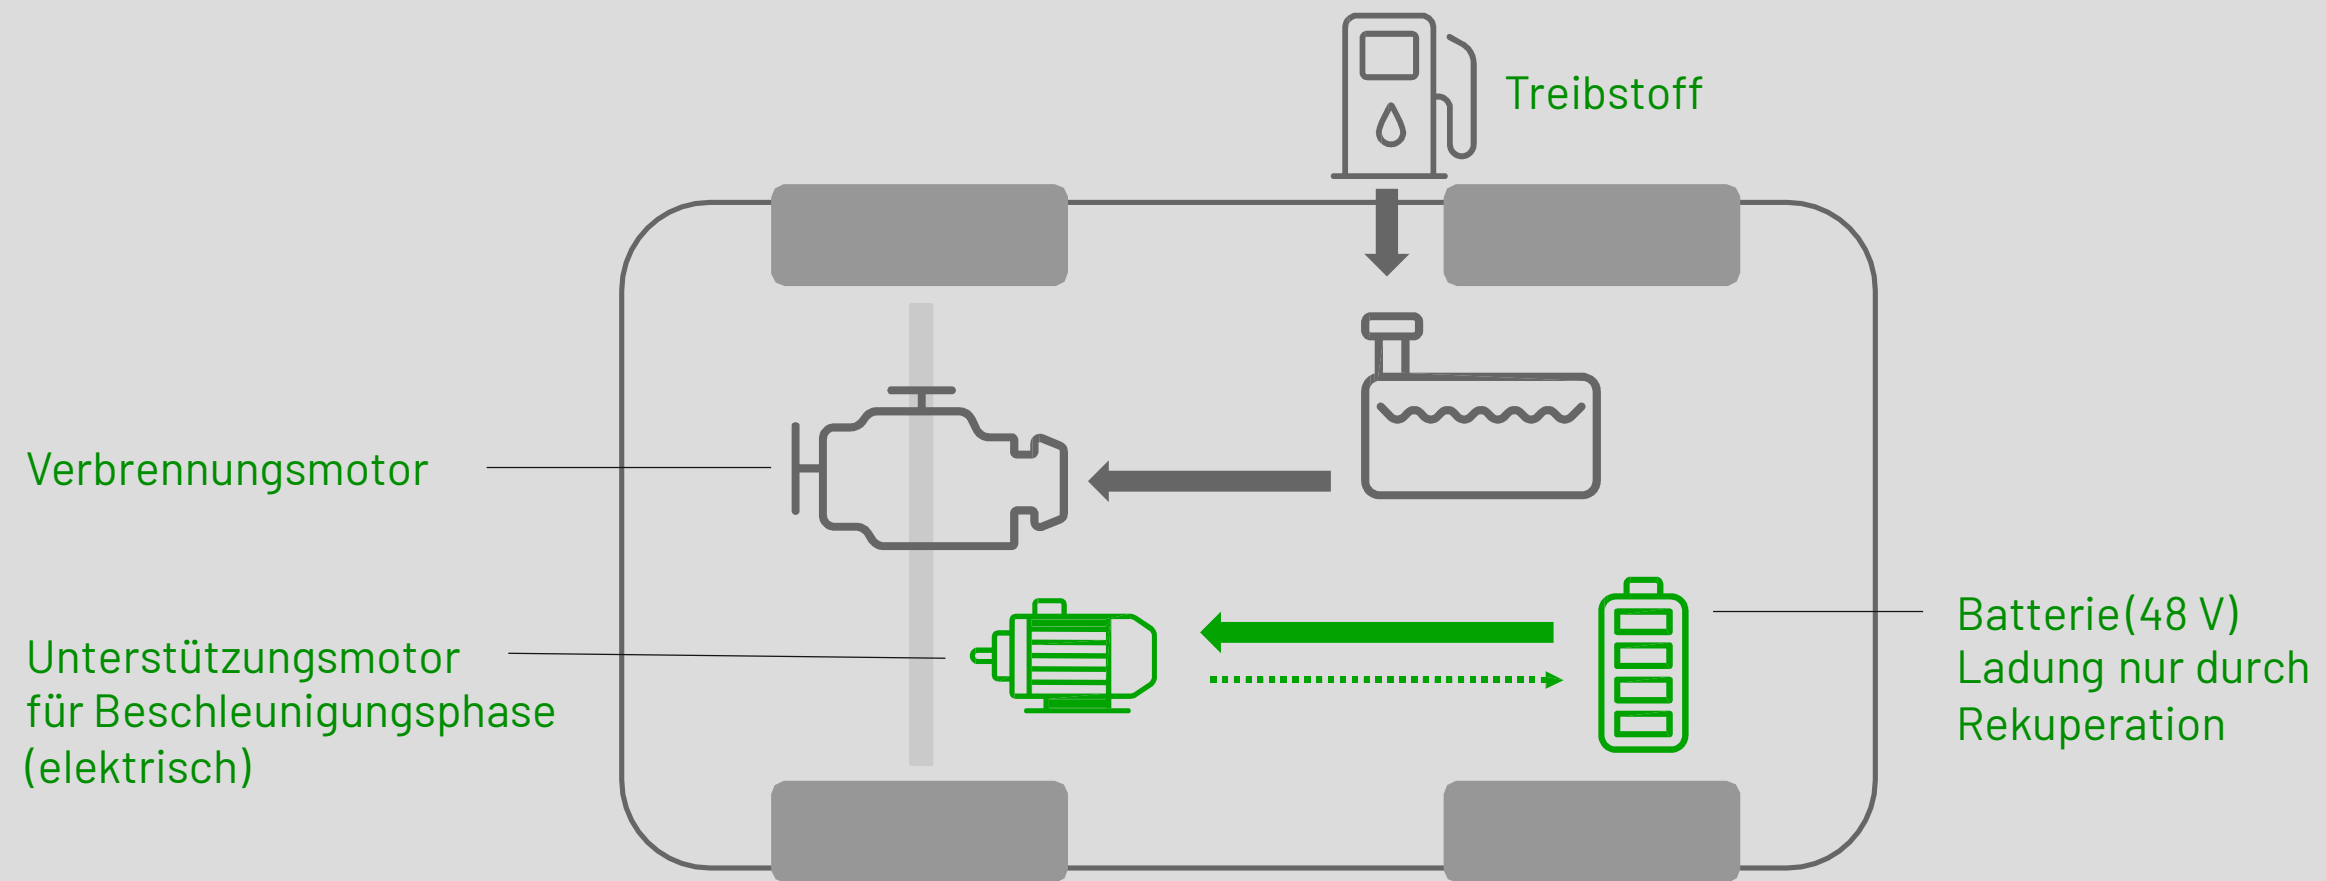 Treibstoff
Verbrennungsmotor
Unterstützungsmotor
für Beschleunigungsphase
(elektrisch)
Batterie (48 V)
Ladung nur durch
Rekuperation